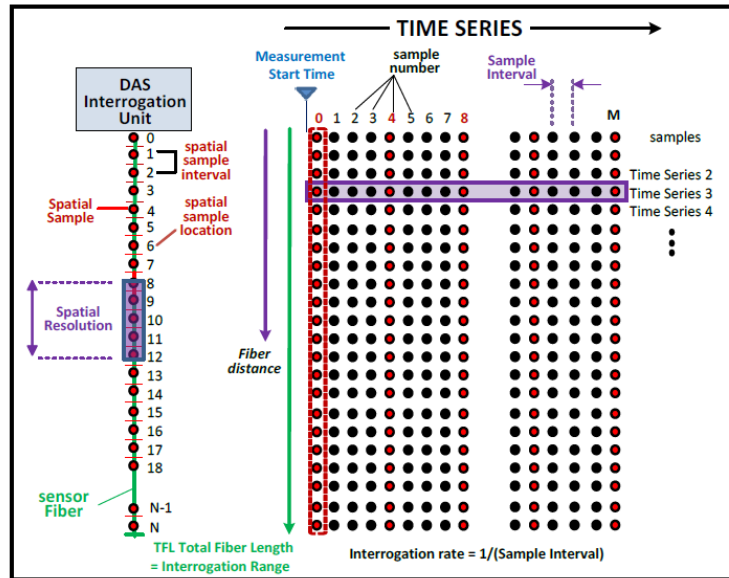 TIME SERIES
Measurement
Start Time
sample
number
Sample
Interval
DAS
Interrogation
Unit
0 1 2 3 4 5 6 7 8 M
samples
Time Series 2
Time Series 3
Time Series 4
0
1
2
3
4
5
6
7
8
9
10
11
12
13
14
15
16
17
18
N-1
N
spatial
sample
interval
Spatial
Sample
spatial
sample
location
Spatial
Resolution
Fiber
distance
sensor
Fiber
TFL Total Fiber Length
= Interrogation Range
Interrogation rate = 1/(Sample Interval)